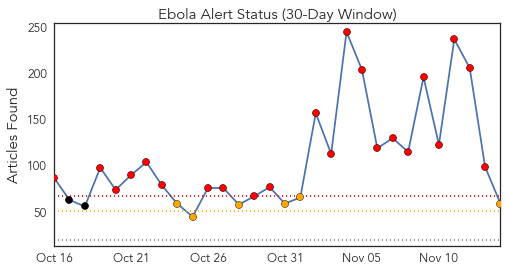 Ebola Alert Status (30-Day Window)
Articles Found
250
200
150
100
50
Oct 16
Oct 21
Oct 26
Oct 31
Nov 05
Nov 10